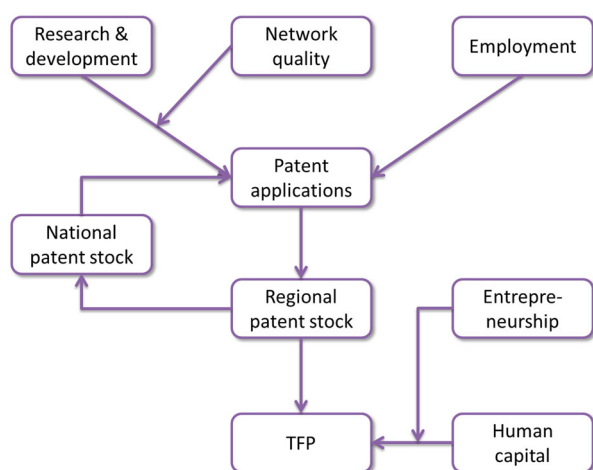 Research &
development
Network
quality
Employment
Patent
applications
National
patent stock
Regional
patent stock
Entrepre-
neurship
TFP
Human
capital